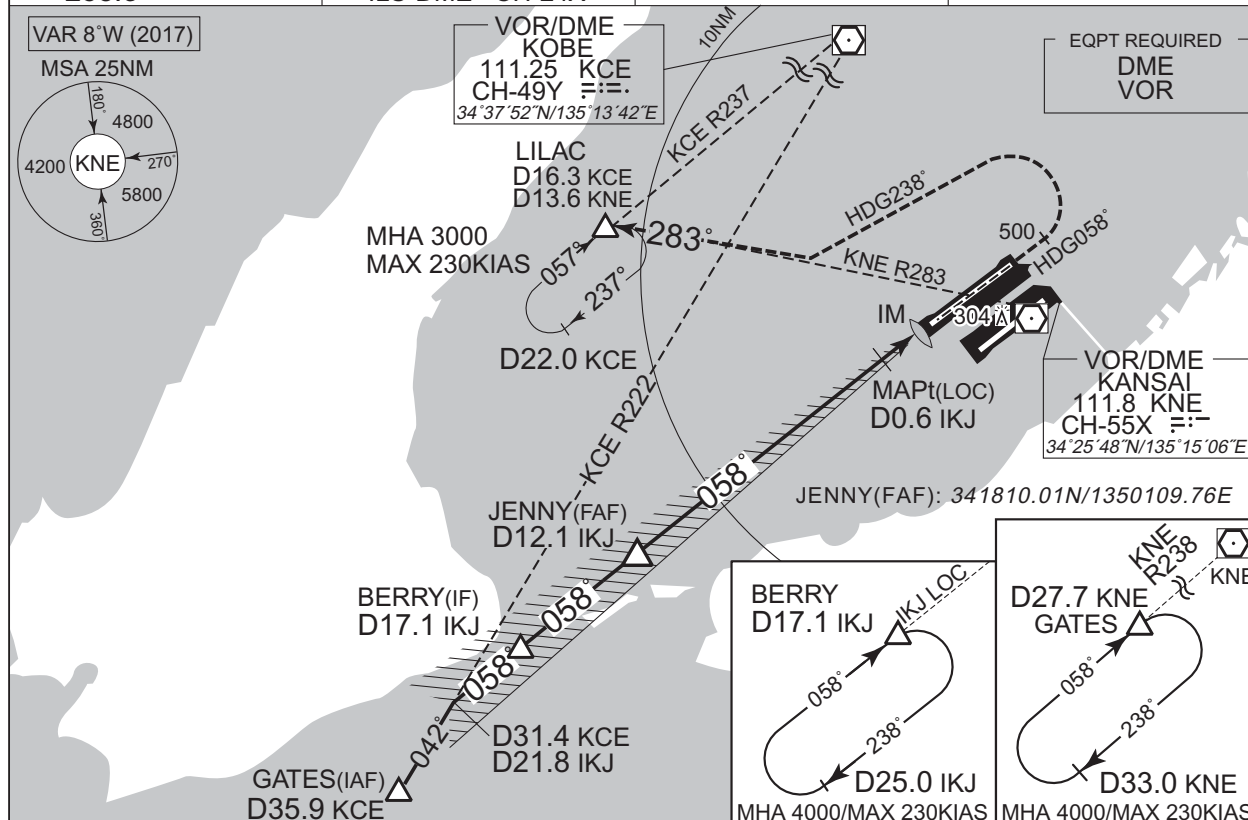 VAR 8˚W (2017)
MSA 25NM
180˚
4800
4200
KNE
270˚
5800
360˚
VOR/DME
KOBE
111.25 KCE
CH-49Y
34˚37´52˝N/135˚13´42˝E
10NM
EQPT REQUIRED
DME
VOR
KCE R237
LILAC
D16.3 KCE
D13.6 KNE
MHA 3000
MAX 230KIAS
057˚
237˚
D22.0 KCE
283˚
HDG238˚
KNE R283
500
HDG058˚
IM
304
MAPt(LOC)
D0.6 IKJ
VOR/DME
KANSAI
111.8 KNE
CH-55X
34˚25´48˝N/135˚15´06˝E
KCE R222
058˚
JENNY(FAF): 341810.01N/1350109.76E
JENNY(FAF)
D12.1 IKJ
058˚
BERRY(IF)
D17.1 IKJ
058˚
042˚
D31.4 KCE
D21.8 IKJ
GATES(IAF)
D35.9 KCE
BERRY
D17.1 IKJ
IKJ LOC
058˚
238˚
D25.0 IKJ
MHA 4000/MAX 230KIAS
KNE
R238
KNE
D27.7 KNE
GATES
058˚
238˚
D33.0 KNE
MHA 4000/MAX 230KIAS